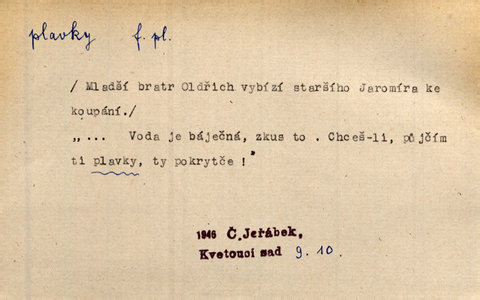 plavky f. pl.
/ Mladší bratr Oldřich vybízí staršího Jaromíra ke
koupání./
„... Voda je báječná, zkus to . Chceš-li, půjčím
ti plavky, ty pokrytče !"
1946 Č. Jeřábek,
Kvetoucí sad 9. 10.